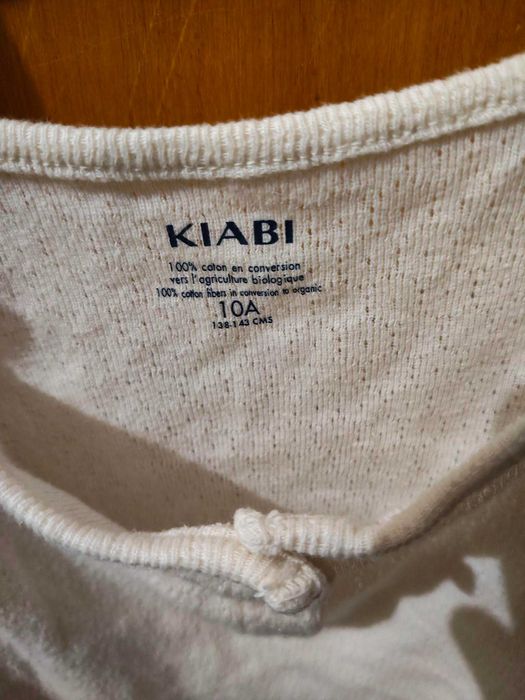 KIABI
100% coton en conversion
vers l'agriculture biologique
100% cotton fibers in conversion to organic
10A
138-143 CMS